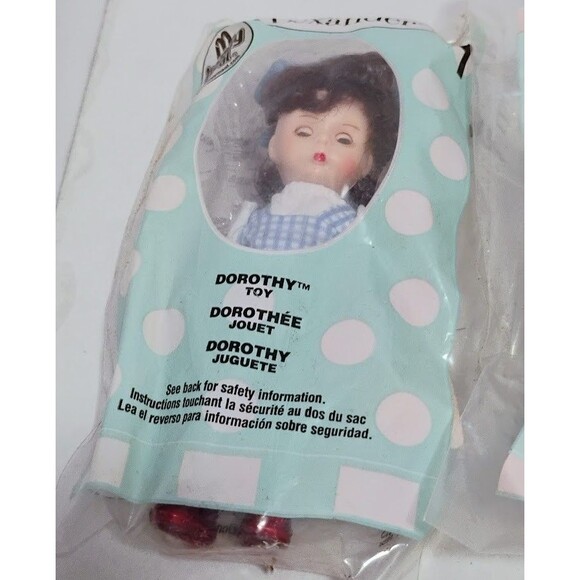 DOROTHY™
TOY
DOROTHÉE
JOUET
DOROTHY
JUGUETE
See back for safety information.
Instructions touchant la sécurité au dos du sac
Lea el reverso para información sobre seguridad.